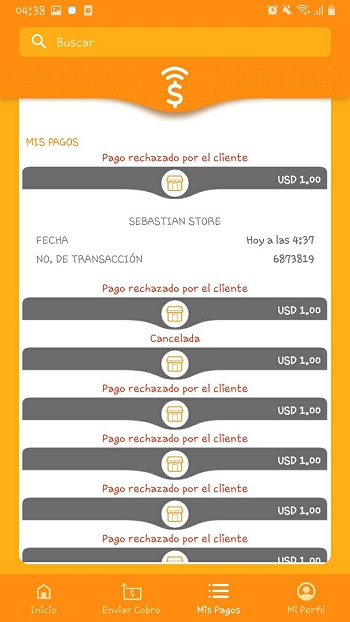 04:38
Buscar
MIS PAGOS
Pago rechazado por el cliente
USD 1,00
SEBASTIAN STORE
FECHA Hoy a las 4:37
NO, DE TRANSACCIÓN 6873819
Pago rechazado por el cliente
USD 1,00
Cancelada
USD 1,00
Pago rechazado por el cliente
USD 1,00
Pago rechazado por el cliente
USD 1,00
Pago rechazado por el cliente
USD 1,00
Pago rechazado por el cliente
USD 1,00
Inicio Enviar Cobro Mis Pagos Mi Perfil